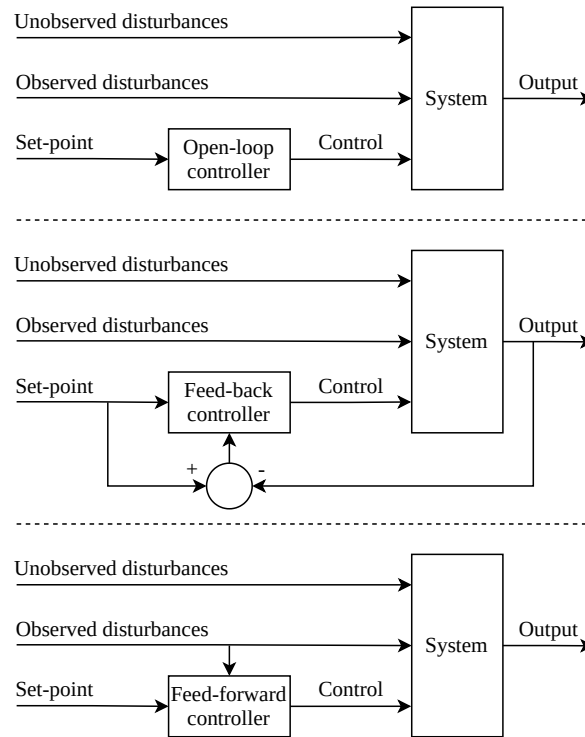 Unobserved disturbances
Observed disturbances
System
Output
Set-point
Open-loop
controller
Control
Unobserved disturbances
Observed disturbances
System
Output
Set-point
Feed-back
controller
Control
+
-
Unobserved disturbances
Observed disturbances
System
Output
Set-point
Feed-forward
controller
Control